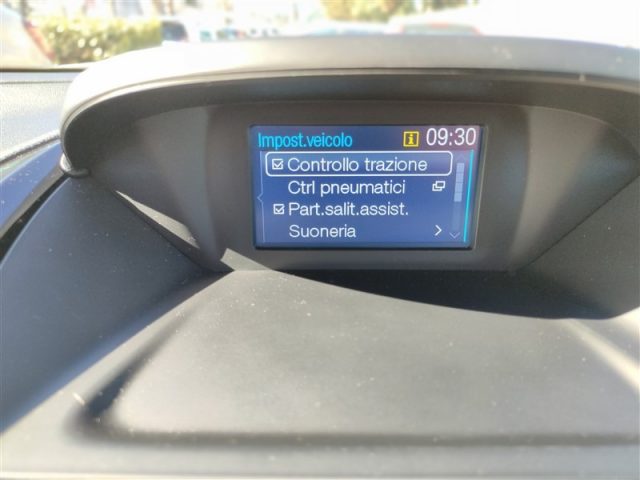 Impost.veicolo i 09:30
Controllo trazione
Ctrl pneumatici
Part.salit.assist.
Suoneria